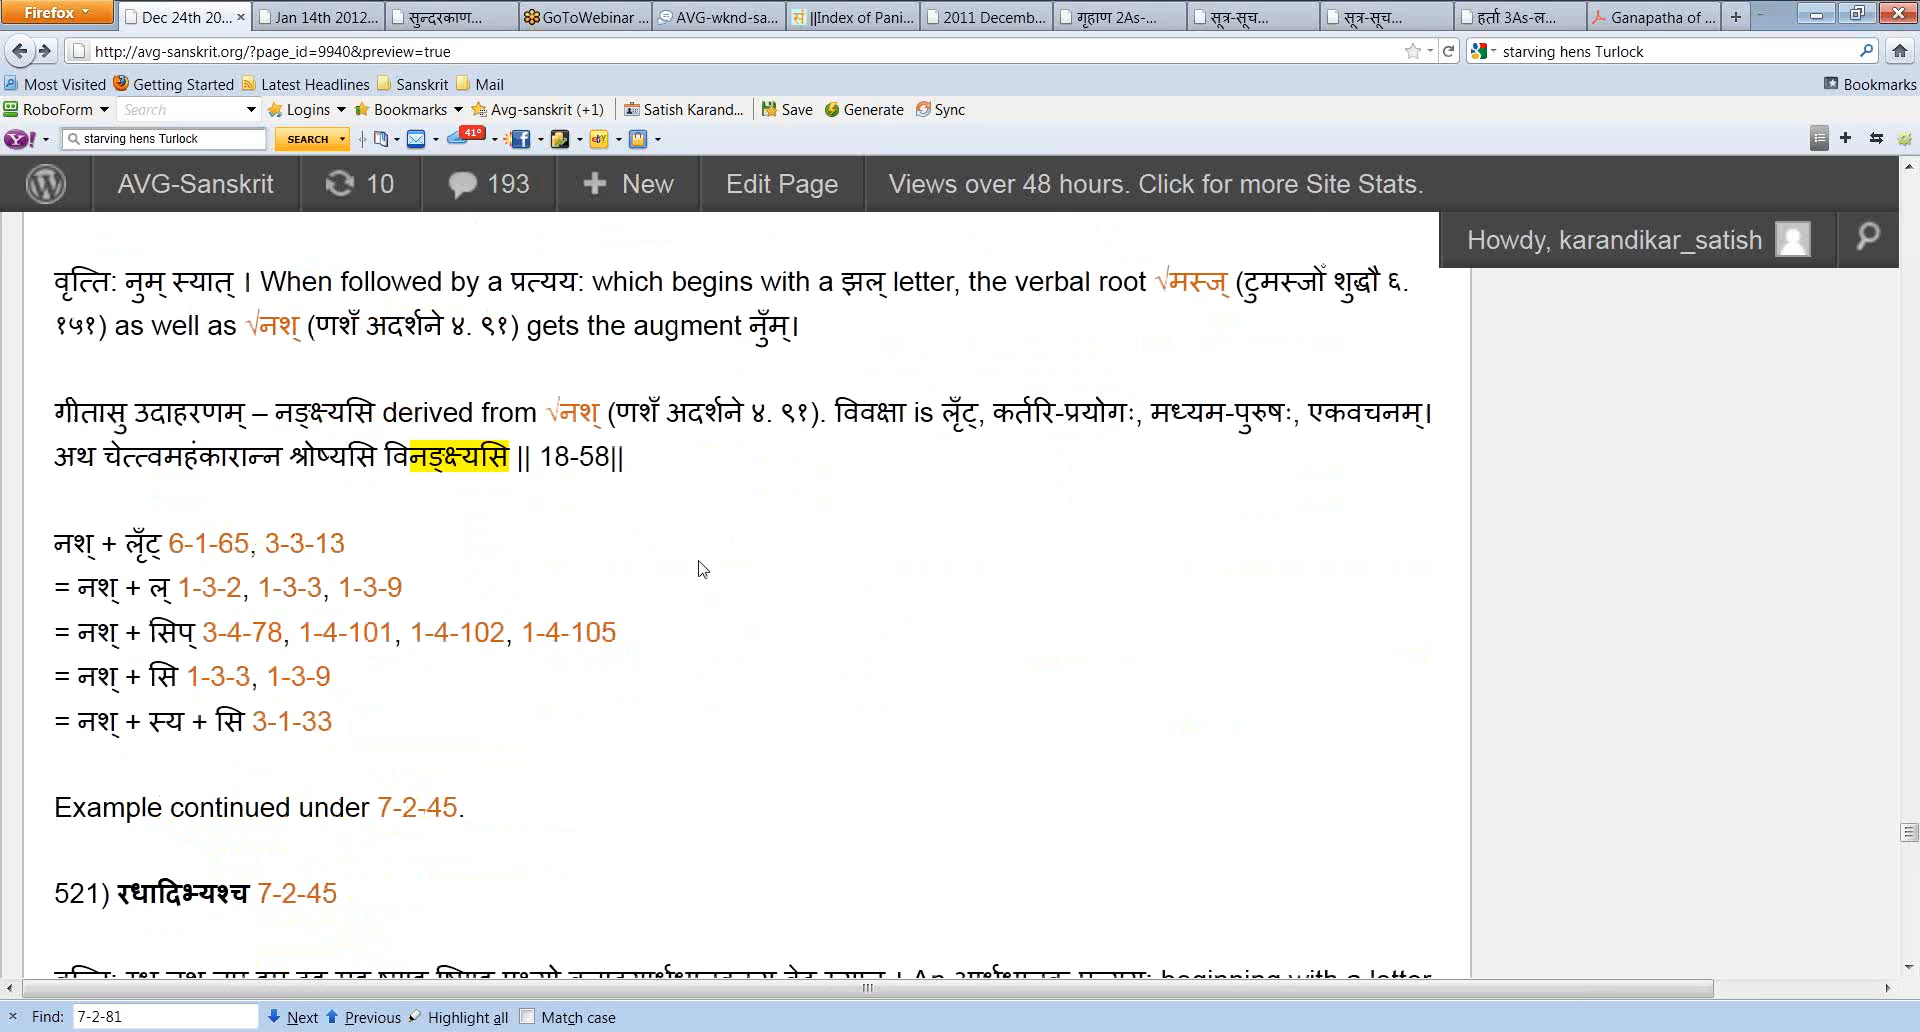 Firefox
Dec 24th 20... × Jan 14th 2012... सुन्दरकाण... GoToWebinar ... AVG-wknd-sa... ||Index of Pani... 2011 Decemb... गृहाण 2As-... सूत्र-सूच... सूत्र-सूच... हर्ता 3As-ल... Ganapatha of ... +
http://avg-sanskrit.org/?page_id=9940&preview=true
starving hens Turlock
Most Visited Getting Started Latest Headlines Sanskrit Mail
Bookmarks
RoboForm Search Logins Bookmarks Avg-sanskrit (+1) Satish Karand... Save Generate Sync
Y! starving hens Turlock SEARCH 41°
AVG-Sanskrit 10 193 + New Edit Page Views over 48 hours. Click for more Site Stats.
Howdy, karandikar_satish
वृत्ति: नुम् स्यात् । When followed by a प्रत्यय: which begins with a झल् letter, the verbal root √मस्ज् (टुमस्जोँ शुद्धौ ६.
१५१) as well as √नश् (णशँ अदर्शने ४. ९१) gets the augment नुँम्।
गीतासु उदाहरणम् – नङ्क्ष्यसि derived from √नश् (णशँ अदर्शने ४. ९१). विवक्षा is लृँट्, कर्तरि-प्रयोगः, मध्यम-पुरुषः, एकवचनम्।
अथ चेत्त्वमहंकारान्न श्रोष्यसि विनङ्क्ष्यसि || 18-58||
नश् + लृँट् 6-1-65, 3-3-13
= नश् + ल् 1-3-2, 1-3-3, 1-3-9
= नश् + सिप् 3-4-78, 1-4-101, 1-4-102, 1-4-105
= नश् + सि 1-3-3, 1-3-9
= नश् + स्य + सि 3-1-33
Example continued under 7-2-45.
521) रधादिभ्यश्च 7-2-45
× Find: 7-2-81 Next Previous Highlight all Match case